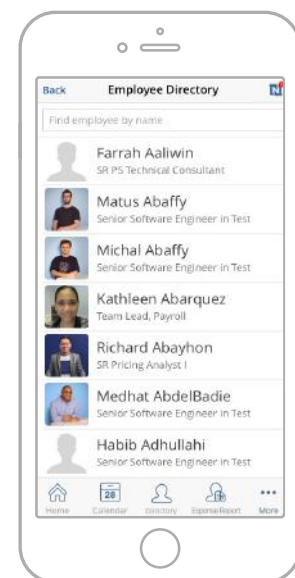 Back Employee Directory N
Find employee by name
Farrah Aaliwin
SR PS Technical Consultant
Matus Abaffy
Senior Software Engineer in Test
Michal Abaffy
Senior Software Engineer in Test
Kathleen Abarquez
Team Lead, Payroll
Richard Abayhon
SR Pricing Analyst I
Medhat AbdelBadie
Senior Software Engineer in Test
Habib Adhullahi
Senior Software Engineer in Test
28
Home Calendar Directory Expense Report More